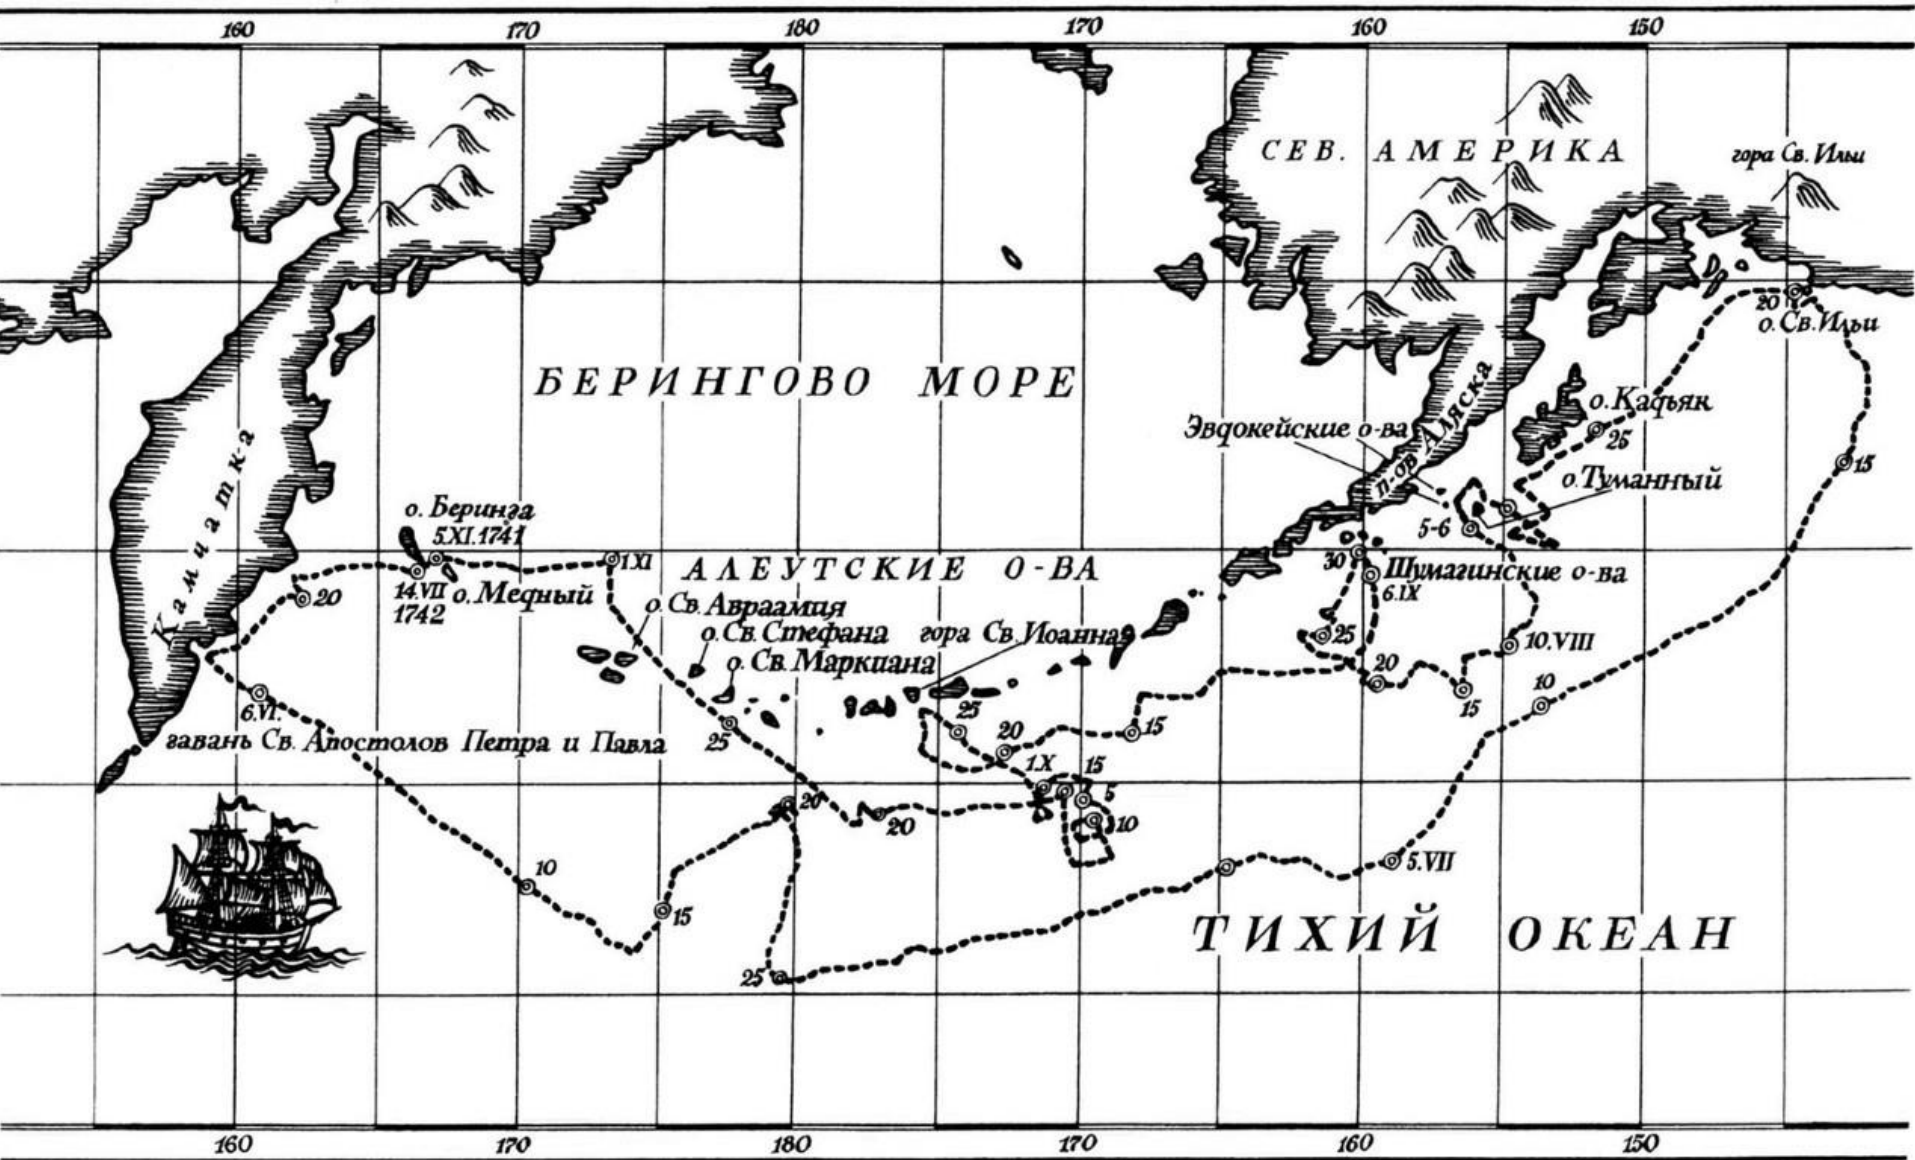 160 170 180 170 160 150
СЕВ. АМЕРИКА
гора Св. Ильи
20
о. Св. Ильи
БЕРИНГОВО МОРЕ
п-ов Аляска
о. Кадьяк
25
Эвдокейские о-ва
15
о. Туманный
5-6
Камчатк-а
о. Беринга
5.XI.1741
1 XI
АЛЕУТСКИЕ О-ВА
30
Шумагинские о-ва
6.IX
20
14.VII
1742
о. Медный
о. Св. Авраамия
о. Св. Стефана
гора Св. Иоанна
о. Св. Маркиана
25
10.VIII
20
15
10
6.VI.
гавань Св. Апостолов Петра и Павла
25
25
20
15
1.X
15
5
20
20
10
10
5.VII
15
ТИХИЙ ОКЕАН
25
160 170 180 170 160 150